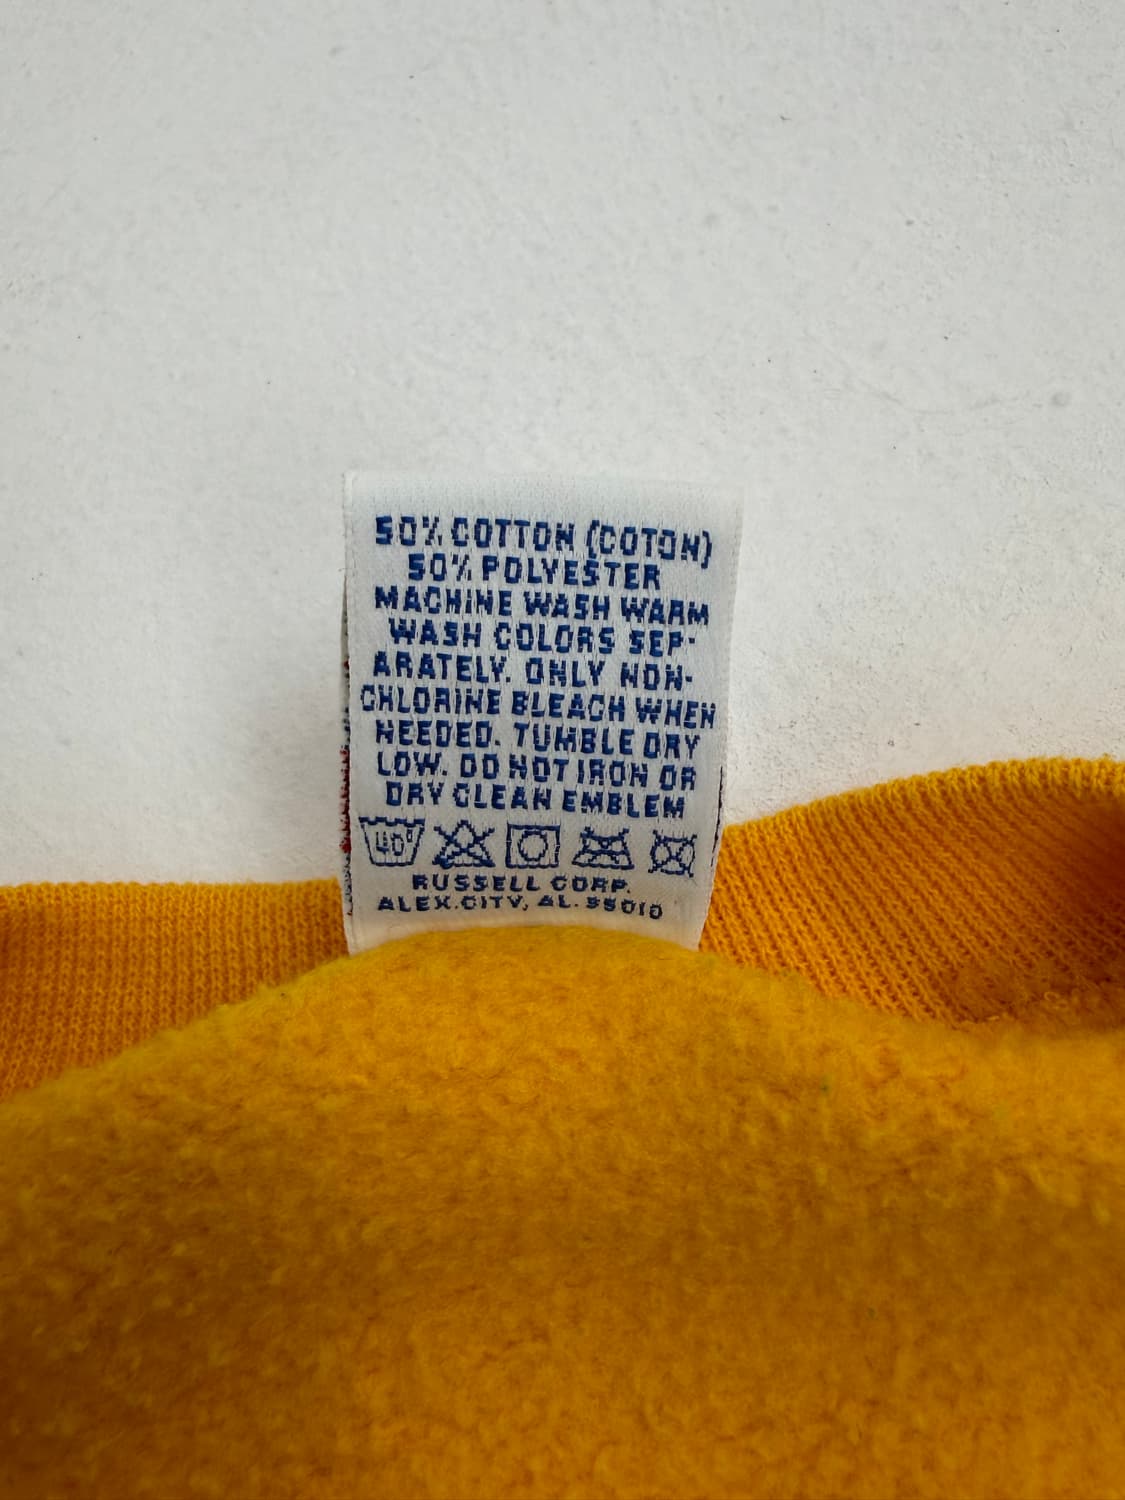 50% COTTON (COTON)
50% POLYESTER
MACHINE WASH WARM
WASH COLORS SEP-
ARATELY. ONLY NON-
CHLORINE BLEACH WHEN
NEEDED. TUMBLE DRY
LOW. DO NOT IRON OR
DRY CLEAN EMBLEM
40°
RUSSELL CORP.
ALEX.CITY, AL. 35010